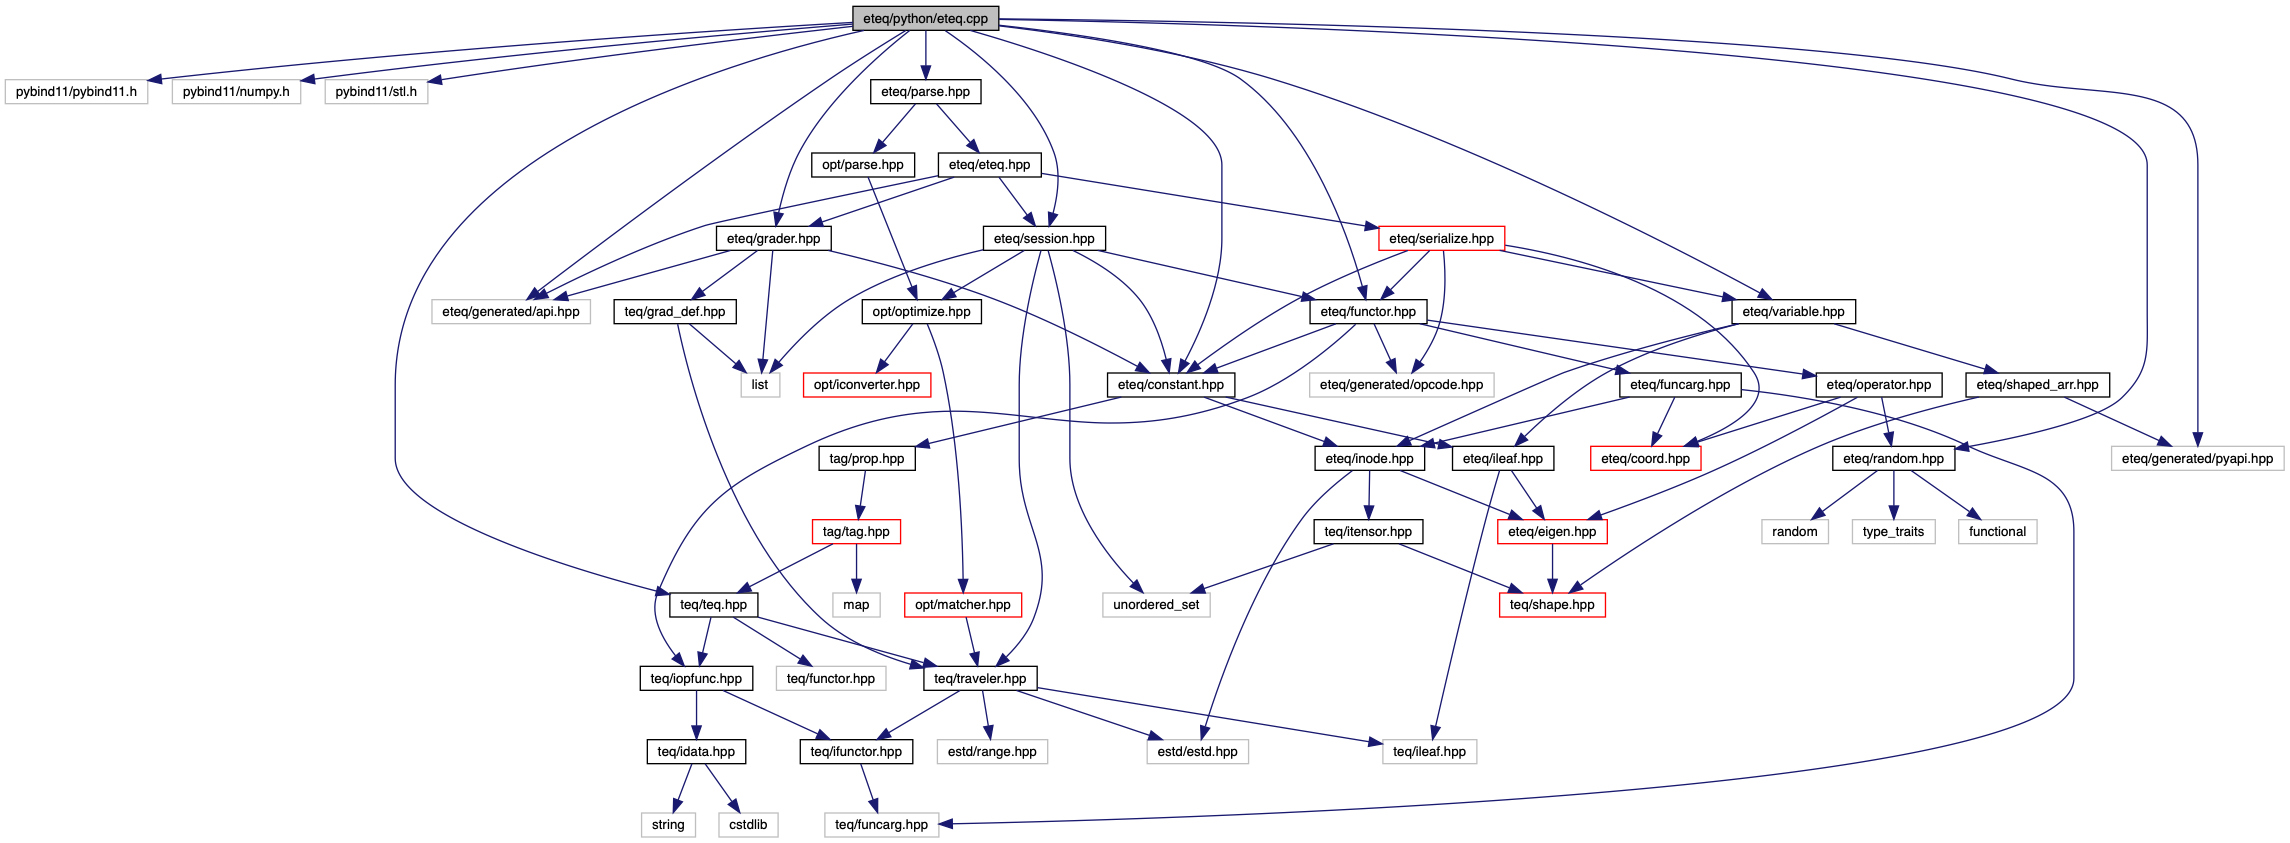 eteq/python/eteq.cpp
pybind11/pybind11.h
pybind11/numpy.h
pybind11/stl.h
eteq/parse.hpp
opt/parse.hpp
eteq/eteq.hpp
eteq/grader.hpp
eteq/session.hpp
eteq/serialize.hpp
eteq/generated/api.hpp
teq/grad_def.hpp
opt/optimize.hpp
eteq/functor.hpp
eteq/variable.hpp
list
opt/iconverter.hpp
eteq/constant.hpp
eteq/generated/opcode.hpp
eteq/funcarg.hpp
eteq/operator.hpp
eteq/shaped_arr.hpp
tag/prop.hpp
eteq/inode.hpp
eteq/ileaf.hpp
eteq/coord.hpp
eteq/random.hpp
eteq/generated/pyapi.hpp
tag/tag.hpp
teq/itensor.hpp
eteq/eigen.hpp
random
type_traits
functional
teq/teq.hpp
map
opt/matcher.hpp
unordered_set
teq/shape.hpp
teq/iopfunc.hpp
teq/functor.hpp
teq/traveler.hpp
teq/idata.hpp
teq/ifunctor.hpp
estd/range.hpp
estd/estd.hpp
teq/ileaf.hpp
string
cstdlib
teq/funcarg.hpp